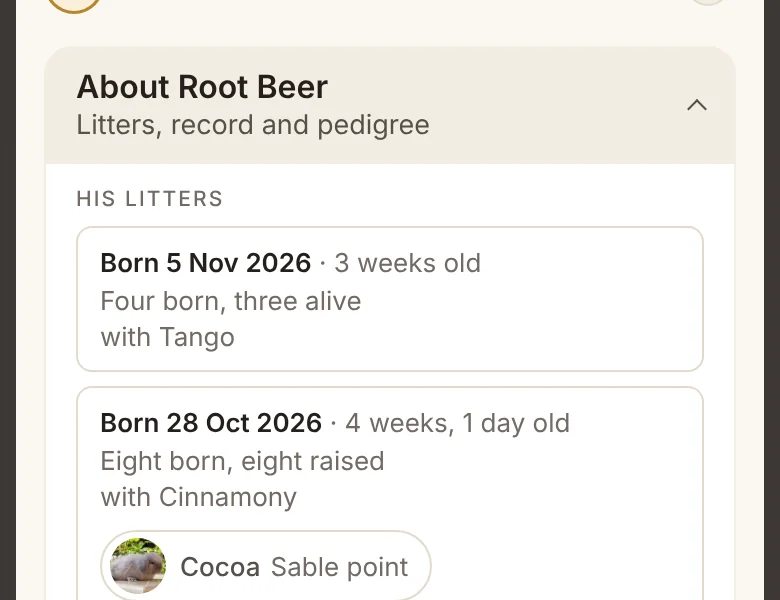 About Root Beer
Litters, record and pedigree
HIS LITTERS
Born 5 Nov 2026 · 3 weeks old
Four born, three alive
with Tango
Born 28 Oct 2026 · 4 weeks, 1 day old
Eight born, eight raised
with Cinnamony
Cocoa Sable point